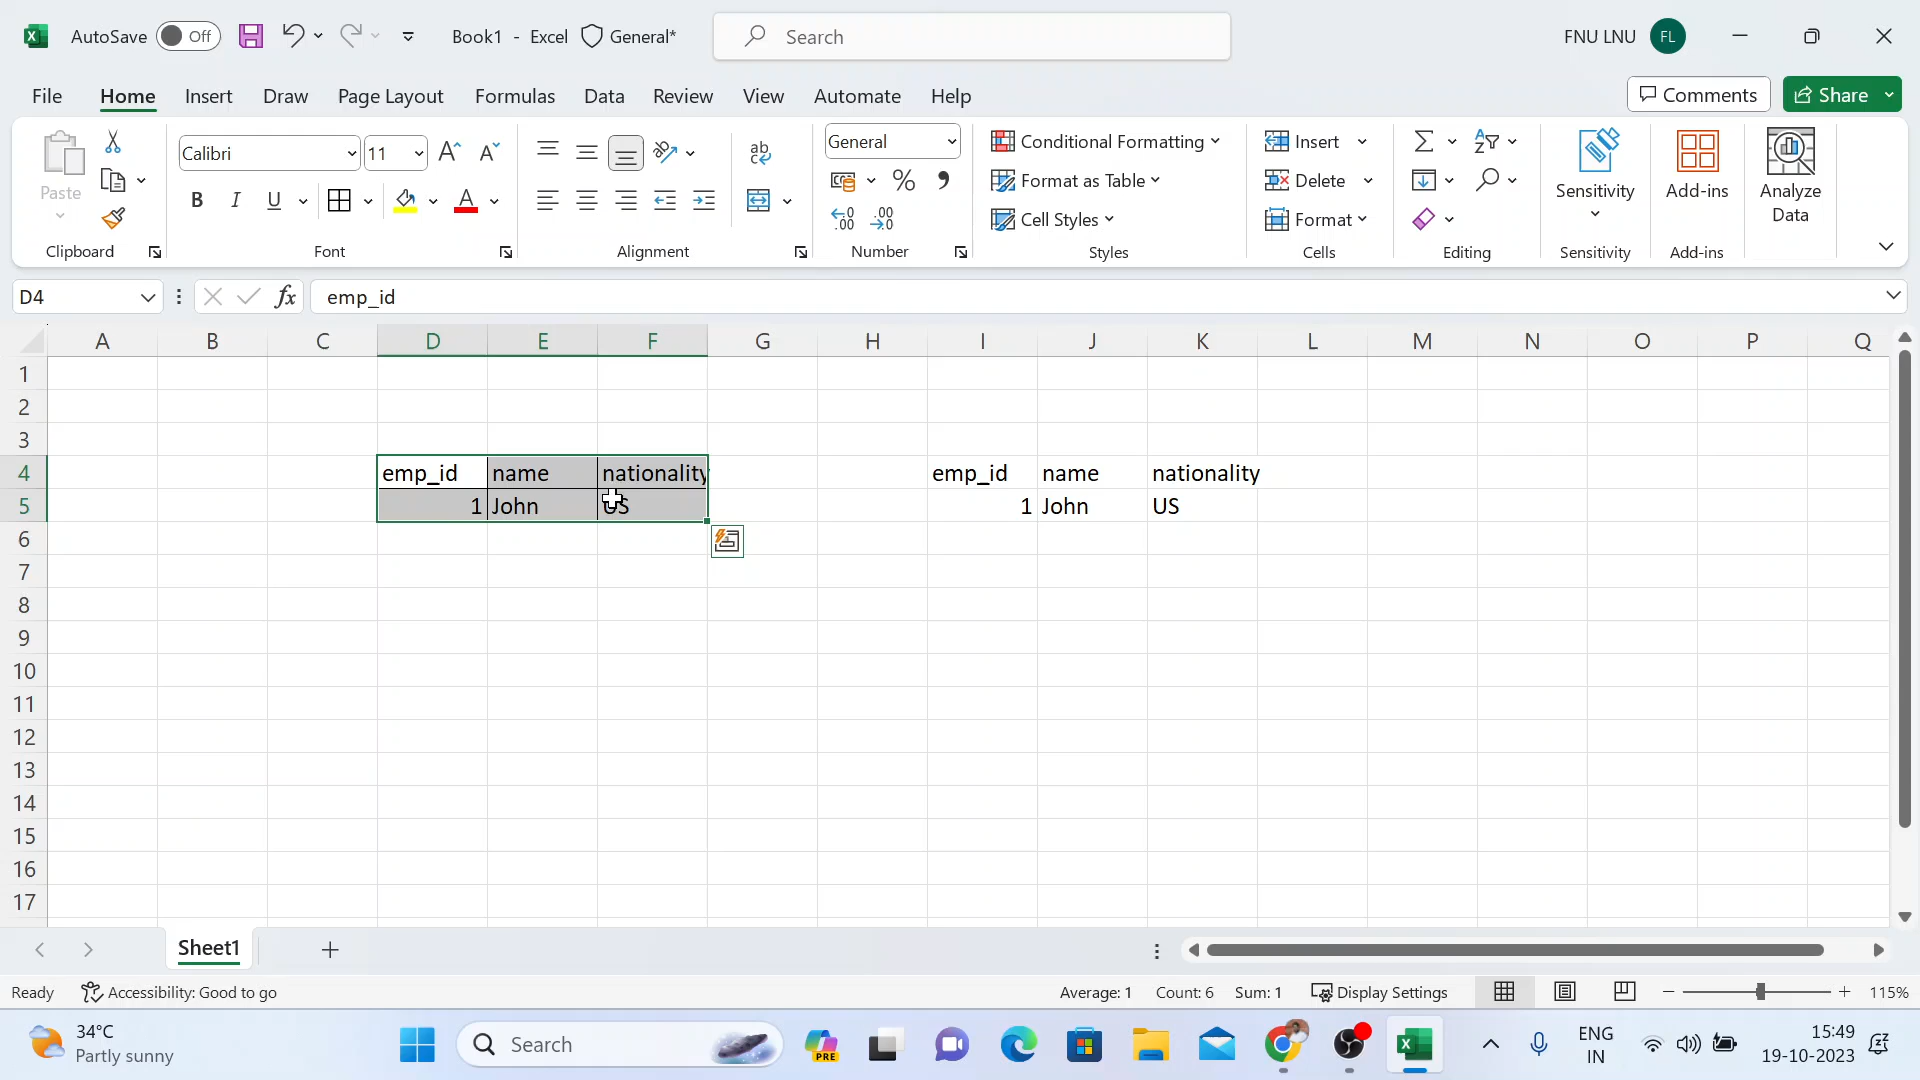 AutoSave Off Book1 - Excel General* Search FNU LNU FL
File Home Insert Draw Page Layout Formulas Data Review View Automate Help Comments Share
Paste Calibri 11 General Conditional Formatting Insert Sensitivity Add-ins Analyze Data
Format as Table Delete
B I U Cell Styles Format
Clipboard Font Alignment Number Styles Cells Editing Sensitivity Add-ins
D4 fx emp_id
A B C D E F G H I J K L M N O P Q
1
2
3
4 emp_id name nationality emp_id name nationality
5 1 John US 1 John US
6
7
8
9
10
11
12
13
14
15
16
17
Sheet1
Ready Accessibility: Good to go Average: 1 Count: 6 Sum: 1 Display Settings 115%
34°C Search PRE ENG 15:49
Partly sunny IN 19-10-2023